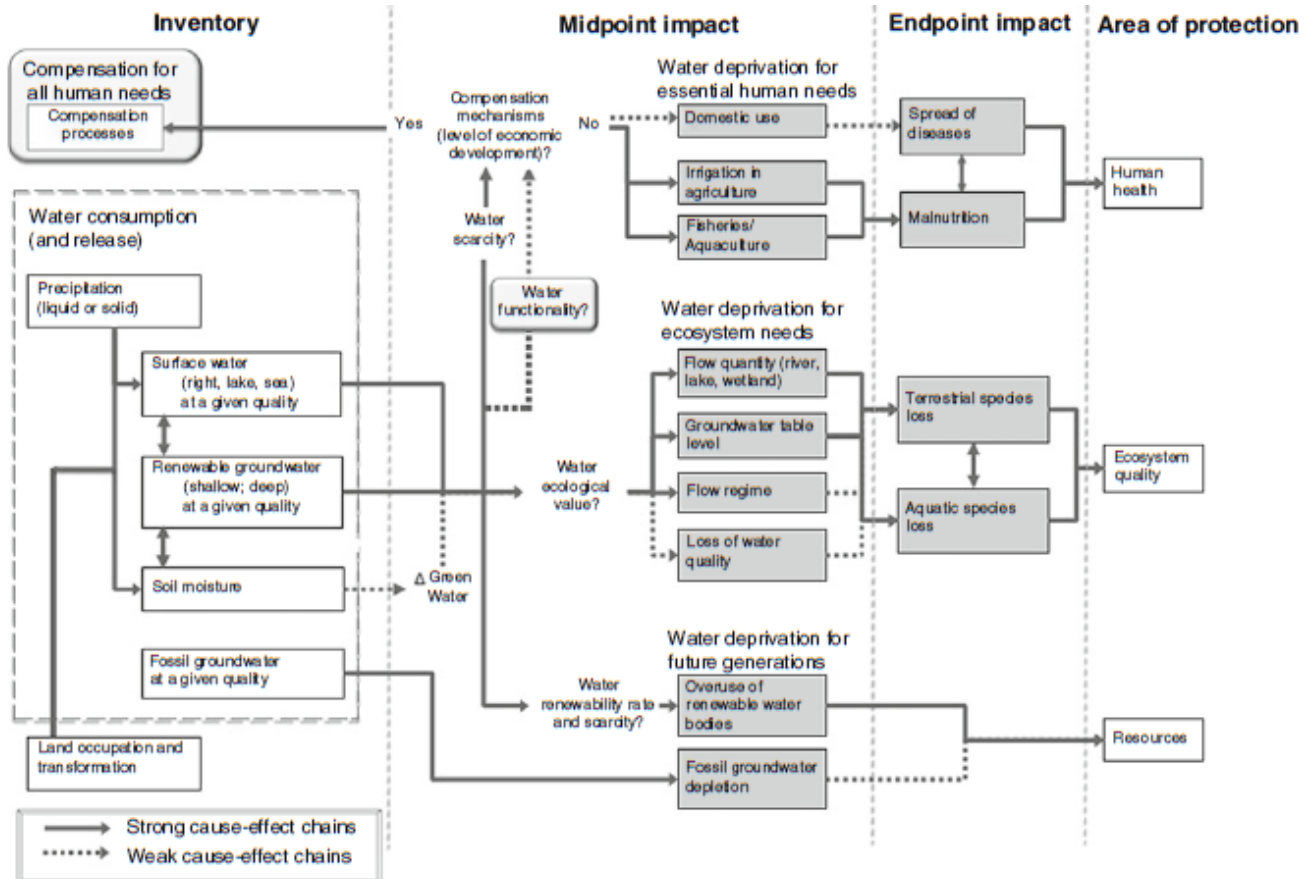 Inventory
Midpoint impact
Endpoint impact
Area of protection
Compensation for
all human needs
Compensation
processes
Yes
Compensation
mechanisms
(level of economic
development)?
No
Water deprivation for
essential human needs
Domestic use
Spread of
diseases
Irrigation in
agriculture
Human
health
Fisheries/
Aquaculture
Malnutrition
Water consumption
(and release)
Water
scarcity?
Precipitation
(liquid or solid)
Water
functionality?
Water deprivation for
ecosystem needs
Surface water
(right, lake, sea)
at a given quality
Flow quantity (river,
lake, wetland)
Terrestrial species
loss
Groundwater table
level
Renewable groundwater
(shallow; deep)
at a given quality
Water
ecological
value?
Flow regime
Ecosystem
quality
Aquatic species
loss
Loss of water
quality
Soil moisture
Δ Green
Water
Water deprivation for
future generations
Fossil groundwater
at a given quality
Water
renewability rate
and scarcity?
Overuse of
renewable water
bodies
Resources
Land occupation and
transformation
Fossil groundwater
depletion
Strong cause-effect chains
Weak cause-effect chains